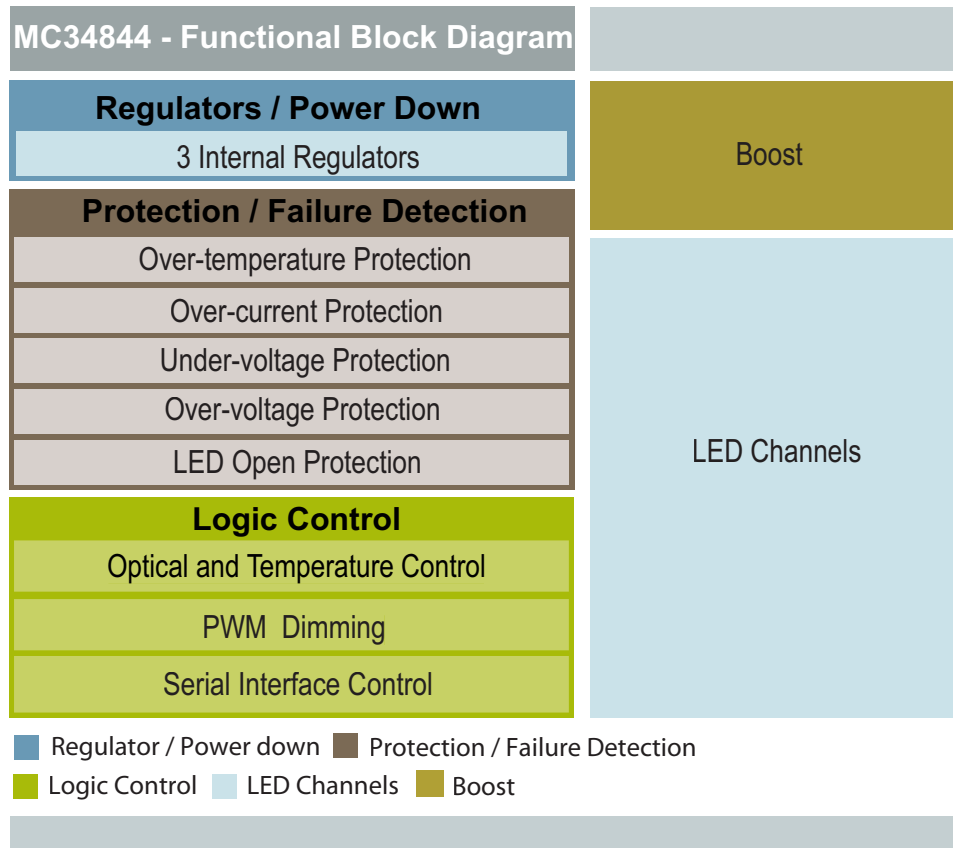 MC34844 - Functional Block Diagram
Regulators / Power Down
3 Internal Regulators
Protection / Failure Detection
Over-temperature Protection
Over-current Protection
Under-voltage Protection
Over-voltage Protection
LED Open Protection
Logic Control
Optical and Temperature Control
PWM Dimming
Serial Interface Control
Boost
LED Channels
Regulator / Power down Protection / Failure Detection
Logic Control LED Channels Boost